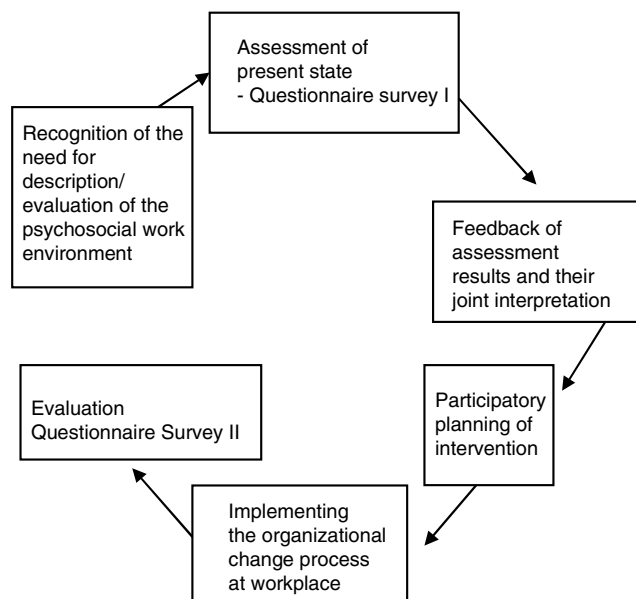 Assessment of
present state
- Questionnaire survey I
Recognition of the
need for
description/
evaluation of the
psychosocial work
environment
Feedback of
assessment
results and their
joint interpretation
Participatory
planning of
intervention
Implementing
the organizational
change process
at workplace
Evaluation
Questionnaire Survey II